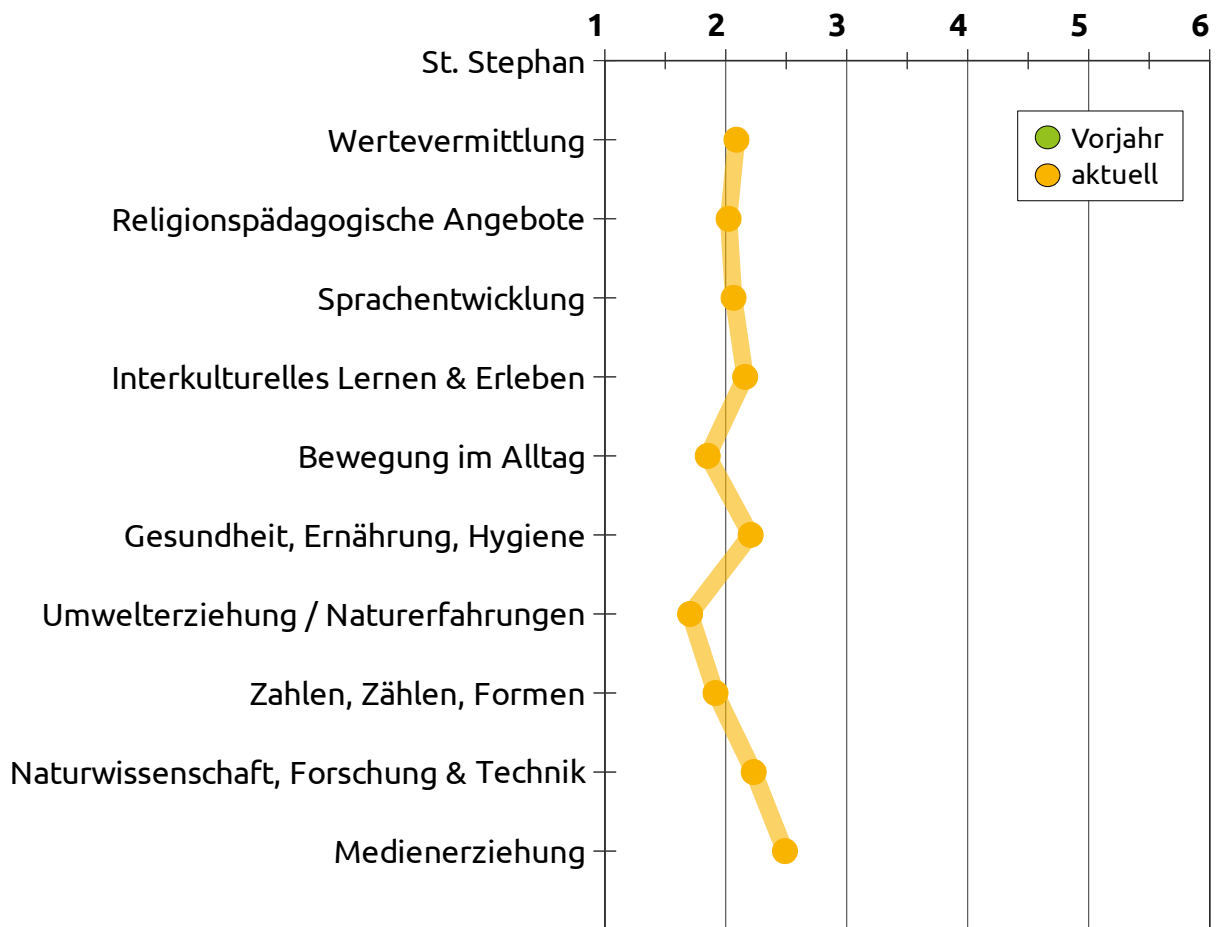 1 2 3 4 5 6
St. Stephan
Vorjahr
aktuell
Wertevermittlung
Religionspädagogische Angebote
Sprachentwicklung
Interkulturelles Lernen & Erleben
Bewegung im Alltag
Gesundheit, Ernährung, Hygiene
Umwelterziehung / Naturerfahrungen
Zahlen, Zählen, Formen
Naturwissenschaft, Forschung & Technik
Medienerziehung